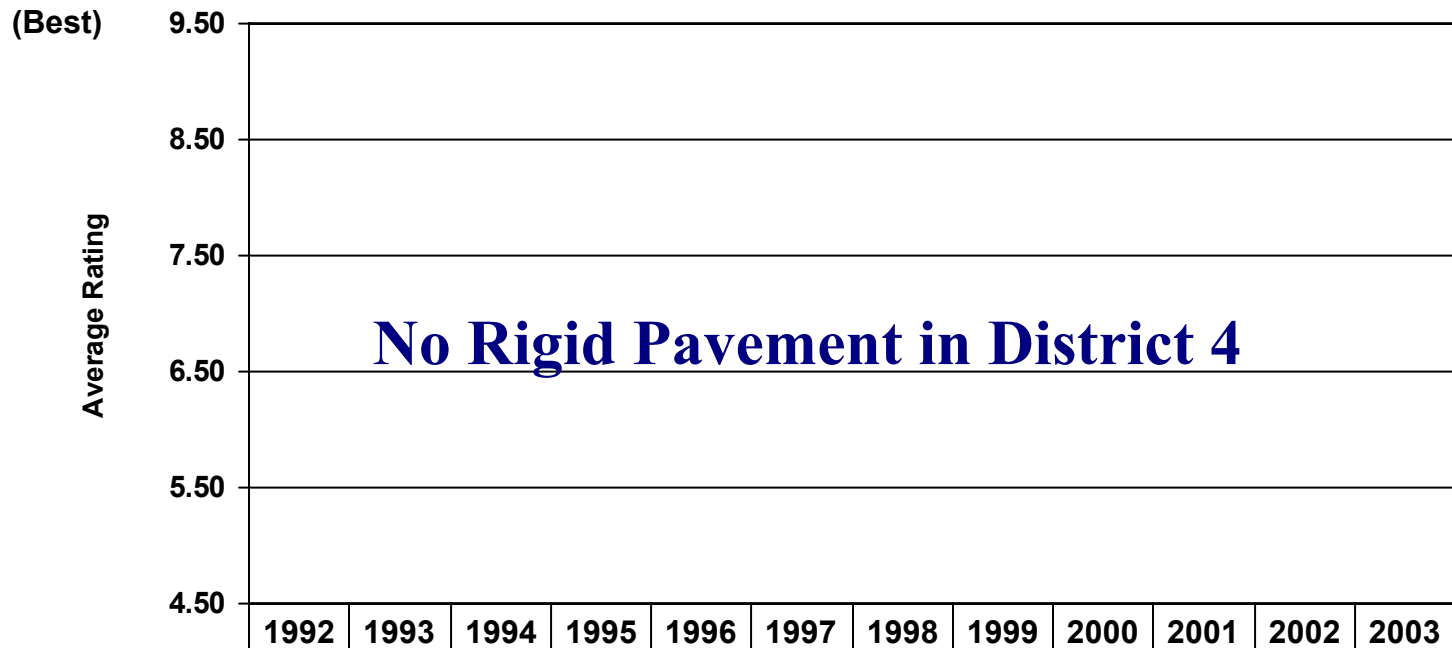 (Best) 9.50
8.50
7.50
Average Rating
No Rigid Pavement in District 4
6.50
5.50
4.50
1992 1993 1994 1995 1996 1997 1998 1999 2000 2001 2002 2003